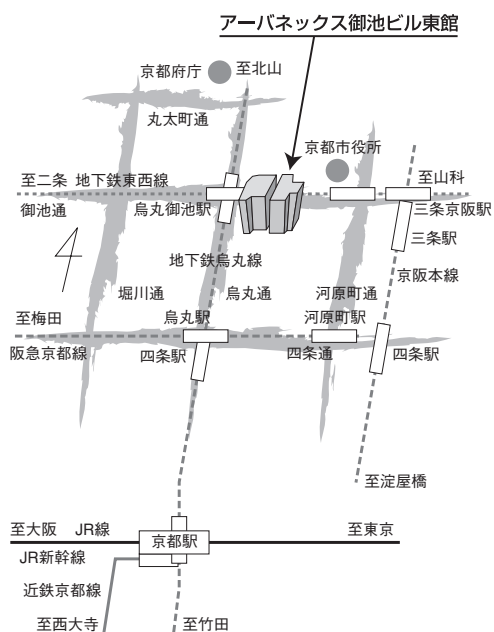 アーバネックス御池ビル東館
京都府庁
至北山
丸太町通
京都市役所
至二条 地下鉄東西線
至山科
御池通
烏丸御池駅
三条京阪駅
三条駅
地下鉄烏丸線
京阪本線
堀川通
烏丸通
河原町通
至梅田
烏丸駅
河原町駅
阪急京都線
四条駅
四条通
四条駅
至淀屋橋
至大阪 JR線
京都駅
至東京
JR新幹線
近鉄京都線
至西大寺
至竹田